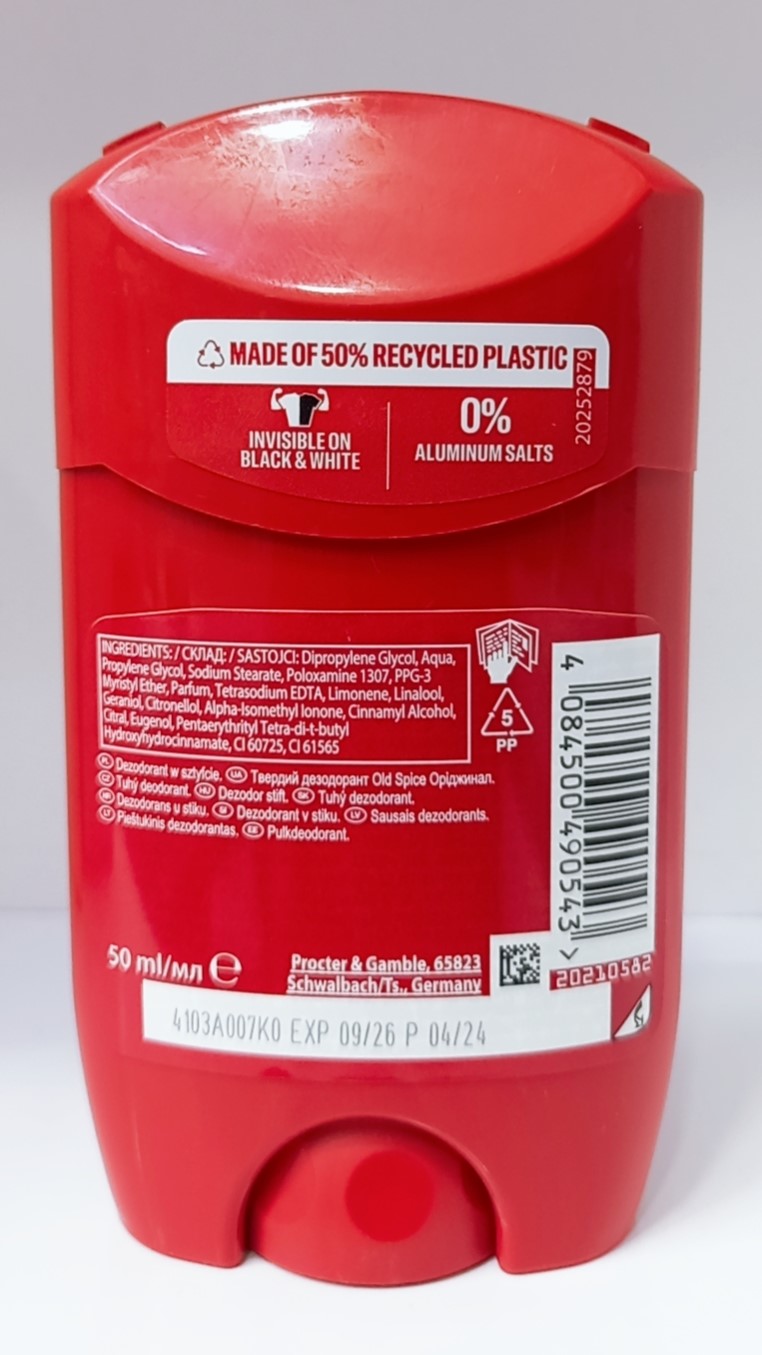 MADE OF 50% RECYCLED PLASTIC
20252879
INVISIBLE ON
BLACK & WHITE
0%
ALUMINUM SALTS
INGREDIENTS: / СКЛАД: / SASTOJCI: Dipropylene Glycol, Aqua,
Propylene Glycol, Sodium Stearate, Poloxamine 1307, PPG-3
Myristyl Ether, Parfum, Tetrasodium EDTA, Limonene, Linalool,
Geraniol, Citronellol, Alpha-Isomethyl Ionone, Cinnamyl Alcohol,
Citral, Eugenol, Pentaerythrityl Tetra-di-t-butyl
Hydroxyhydrocinnamate, CI 60725, CI 61565
5
PP
PL Dezodorant w sztyfcie. UA Твердий дезодорант Old Spice Оріджинал.
CZ Tuhý deodorant. HU Dezodor stift. SK Tuhý dezodorant.
HR Dezodorans u stiku. SI Dezodorant v stiku. LV Sausais dezodorants.
LT Pieštukinis dezodorantas. EE Pulkdeodorant.
4 084500 490543 >
50 ml/мл e
Procter & Gamble, 65823
Schwalbach/Ts., Germany
20210582
4103A007K0 EXP 09/26 P 04/24